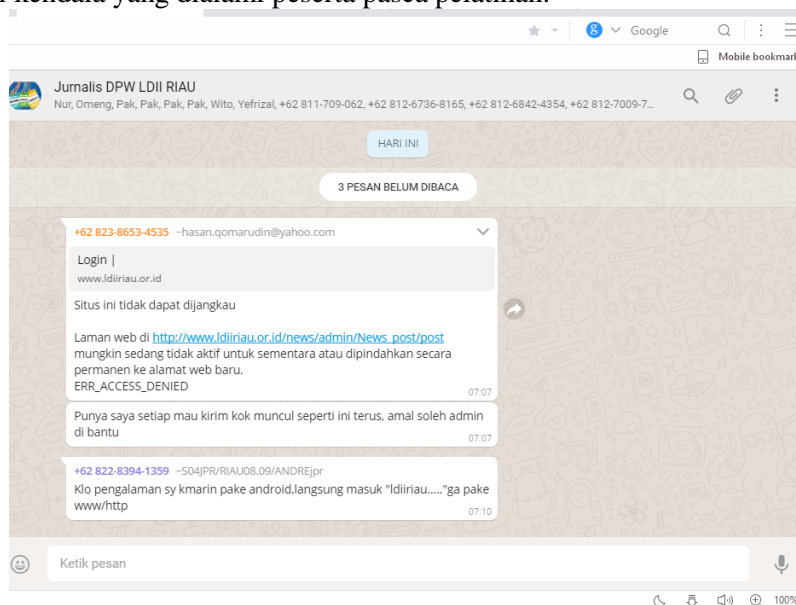 kendala yang dialami peserta pasca pelatihan.
Google
Mobile bookmark
Jurnalis DPW LDII RIAU
Nur, Omeng, Pak, Pak, Pak, Pak, Wito, Yefrizal, +62 811-709-062, +62 812-6736-8165, +62 812-6842-4354, +62 812-7009-7...
HARI INI
3 PESAN BELUM DIBACA
+62 823-8653-4535 ~hasan.qomarudin@yahoo.com
Login |
www.ldiiriau.or.id
Situs ini tidak dapat dijangkau
Laman web di http://www.ldiiriau.or.id/news/admin/News_post/post
mungkin sedang tidak aktif untuk sementara atau dipindahkan secara
permanen ke alamat web baru.
ERR_ACCESS_DENIED
07:07
Punya saya setiap mau kirim kok muncul seperti ini terus, amal soleh admin
di bantu
07:07
+62 822-8394-1359 ~S04JPR/RIAU08.09/ANDREjpr
Klo pengalaman sy kmarin pake android,langsung masuk "ldiiriau....."ga pake
www/http
07:10
Ketik pesan
100%